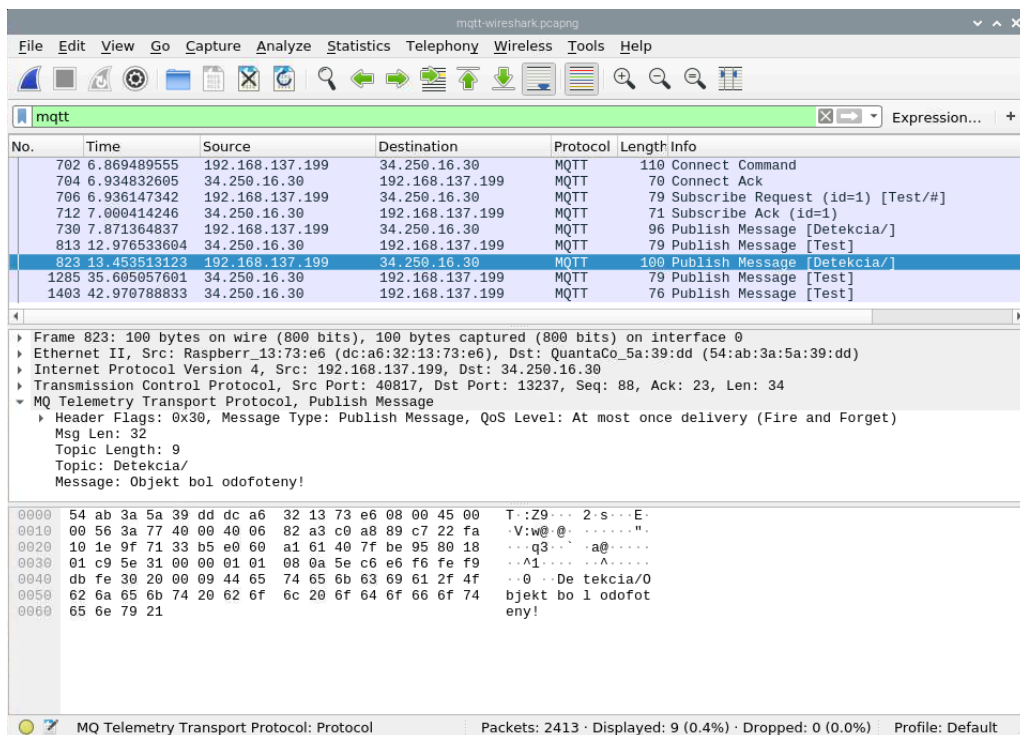 mqtt-wireshark.pcapng
File Edit View Go Capture Analyze Statistics Telephony Wireless Tools Help
mqtt Expression... +
No. Time Source Destination Protocol Length Info
702 6.869489555 192.168.137.199 34.250.16.30 MQTT 110 Connect Command
704 6.934832605 34.250.16.30 192.168.137.199 MQTT 70 Connect Ack
706 6.936147342 192.168.137.199 34.250.16.30 MQTT 79 Subscribe Request (id=1) [Test/#]
712 7.000414246 34.250.16.30 192.168.137.199 MQTT 71 Subscribe Ack (id=1)
730 7.871364837 192.168.137.199 34.250.16.30 MQTT 96 Publish Message [Detekcia/]
813 12.976533604 34.250.16.30 192.168.137.199 MQTT 79 Publish Message [Test]
823 13.453513123 192.168.137.199 34.250.16.30 MQTT 100 Publish Message [Detekcia/]
1285 35.605057601 34.250.16.30 192.168.137.199 MQTT 79 Publish Message [Test]
1403 42.970788833 34.250.16.30 192.168.137.199 MQTT 76 Publish Message [Test]
Frame 823: 100 bytes on wire (800 bits), 100 bytes captured (800 bits) on interface 0
Ethernet II, Src: Raspberr_13:73:e6 (dc:a6:32:13:73:e6), Dst: QuantaCo_5a:39:dd (54:ab:3a:5a:39:dd)
Internet Protocol Version 4, Src: 192.168.137.199, Dst: 34.250.16.30
Transmission Control Protocol, Src Port: 40817, Dst Port: 13237, Seq: 88, Ack: 23, Len: 34
MQ Telemetry Transport Protocol, Publish Message
Header Flags: 0x30, Message Type: Publish Message, QoS Level: At most once delivery (Fire and Forget)
Msg Len: 32
Topic Length: 9
Topic: Detekcia/
Message: Objekt bol odofoteny!
0000 54 ab 3a 5a 39 dd dc a6 32 13 73 e6 08 00 45 00 T·:Z9··· 2·s···E·
0010 00 56 3a 77 40 00 40 06 82 a3 c0 a8 89 c7 22 fa ·V:w@·@· ······"·
0020 10 1e 9f 71 33 b5 e0 60 a1 61 40 7f be 95 80 18 ···q3··` ·a@·····
0030 01 c9 5e 31 00 00 01 01 08 0a 5e c6 e6 f6 fe f9 ··^1···· ··^·····
0040 db fe 30 20 00 09 44 65 74 65 6b 63 69 61 2f 4f ··0 ··De tekcia/O
0050 62 6a 65 6b 74 20 62 6f 6c 20 6f 64 6f 66 6f 74 bjekt bo l odofot
0060 65 6e 79 21 eny!
MQ Telemetry Transport Protocol: Protocol Packets: 2413 · Displayed: 9 (0.4%) · Dropped: 0 (0.0%) Profile: Default